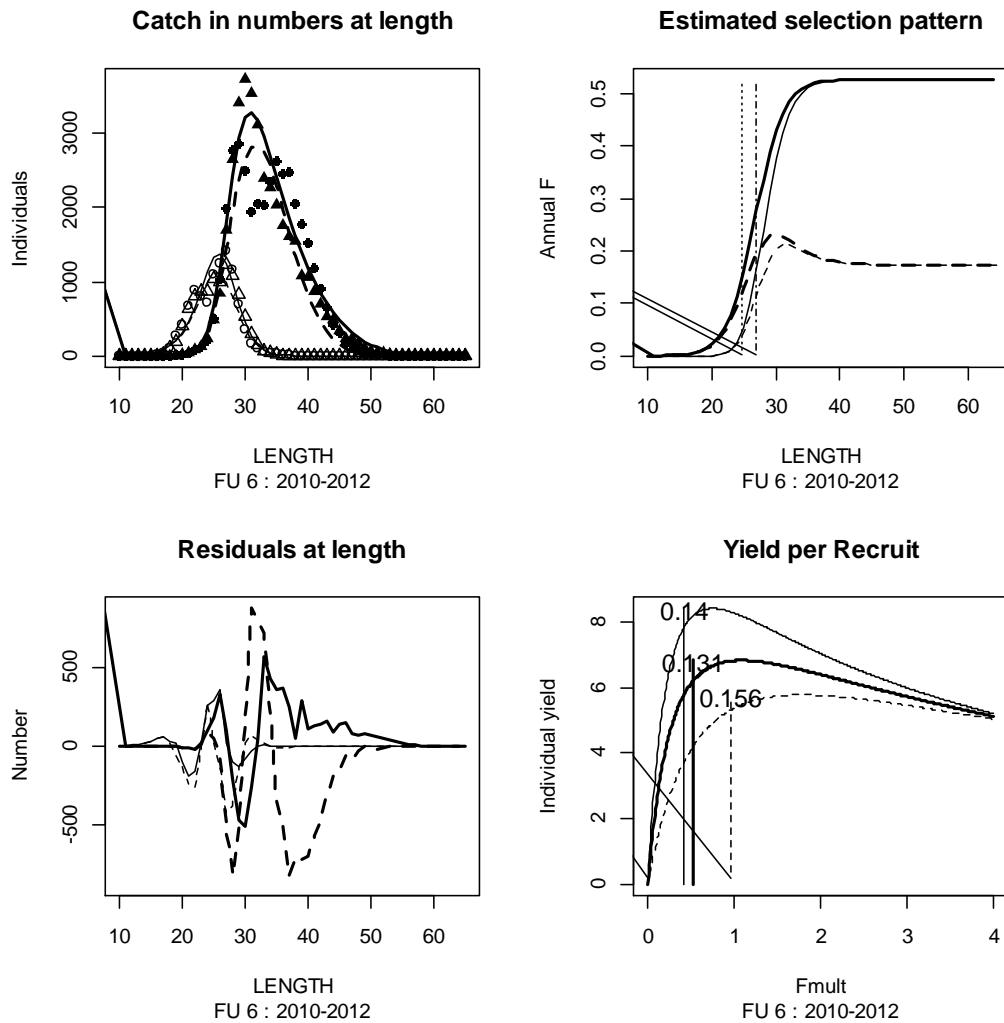 Catch in numbers at length
Individuals
0 1000 2000 3000
10 20 30 40 50 60
LENGTH
FU 6 : 2010-2012
Estimated selection pattern
Annual F
0.0 0.1 0.2 0.3 0.4 0.5
10 20 30 40 50 60
LENGTH
FU 6 : 2010-2012
Residuals at length
Number
-500 0 500
10 20 30 40 50 60
LENGTH
FU 6 : 2010-2012
Yield per Recruit
Individual yield
0 2 4 6 8
0.14
0.131
0.156
0 1 2 3 4
Fmult
FU 6 : 2010-2012